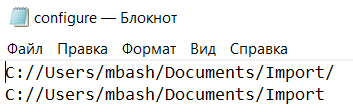 configure — Блокнот
Файл Правка Формат Вид Справка
C://Users/mbash/Documents/Import/
C://Users/mbash/Documents/Import